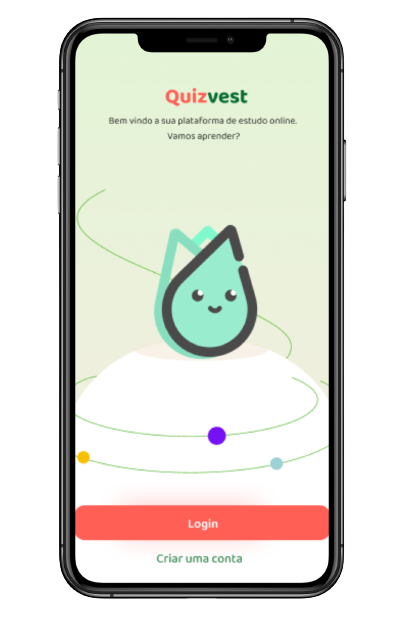 Quizvest
Bem vindo a sua plataforma de estudo online.
Vamos aprender?
Login
Criar uma conta